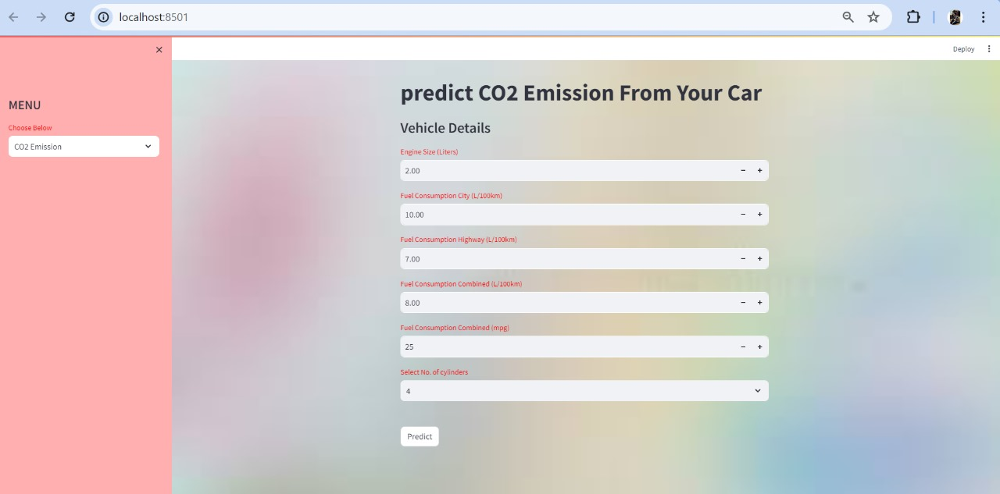 localhost:8501
Deploy
MENU
Choose Below
CO2 Emission
predict CO2 Emission From Your Car
Vehicle Details
Engine Size (Liters)
2.00
Fuel Consumption City (L/100km)
10.00
Fuel Consumption Highway (L/100km)
7.00
Fuel Consumption Combined (L/100km)
8.00
Fuel Consumption Combined (mpg)
25
Select No. of cylinders
4
Predict